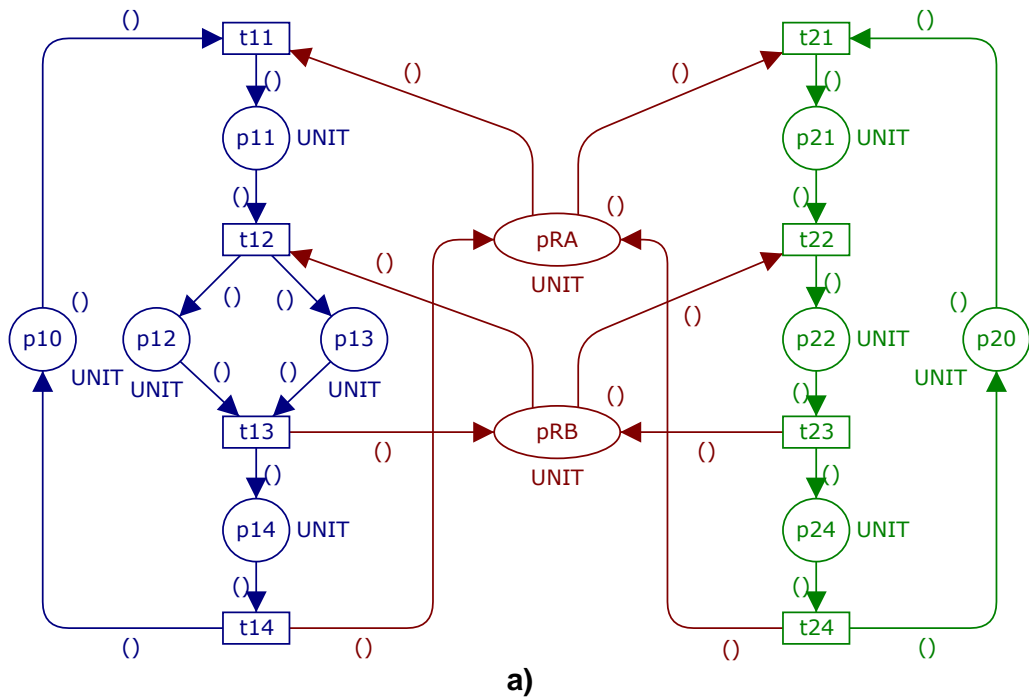 () ()
t11 t21
() () () ()
p11 UNIT p21 UNIT
() () ()
t12 pRA t22
() () UNIT () ()
() () () ()
p10 p12 p13 p22 UNIT p20
UNIT UNIT () () UNIT () () UNIT
t13 pRB t23
() () UNIT () ()
p14 UNIT p24 UNIT
() ()
t14 t24
() () () ()
a)